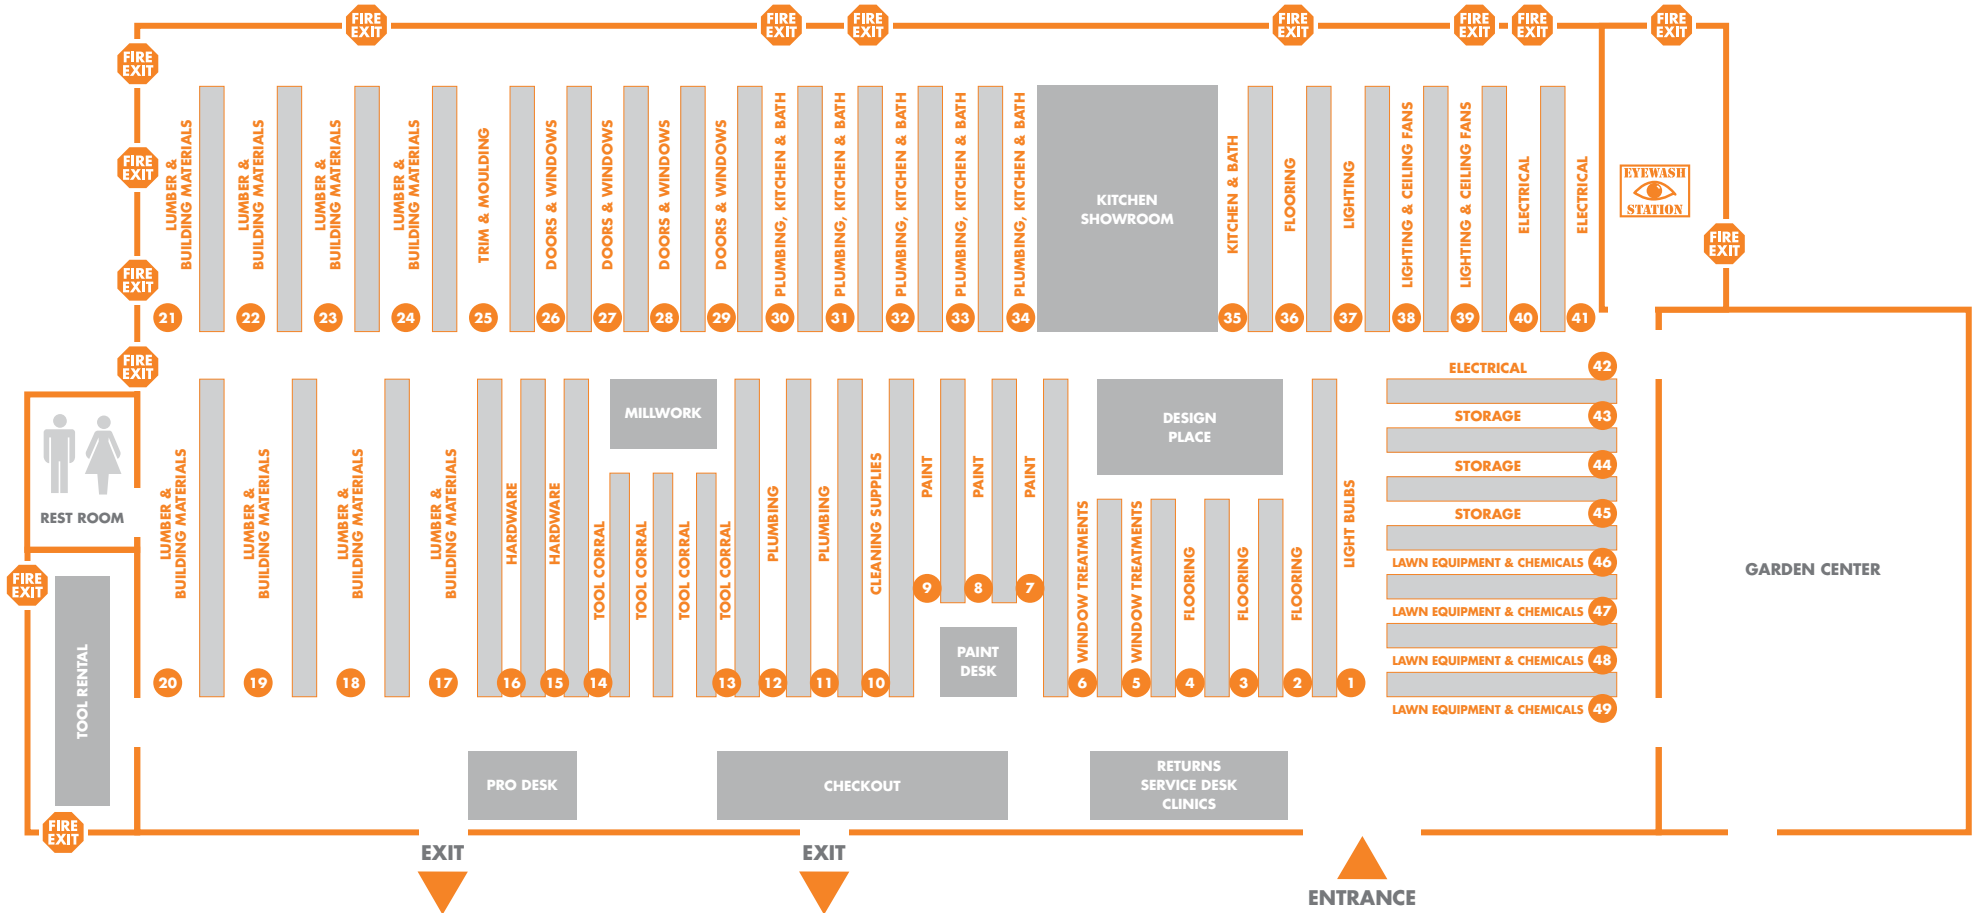 FIRE
EXIT
FIRE
EXIT
FIRE
EXIT
FIRE
EXIT
FIRE
EXIT
FIRE
EXIT
FIRE
EXIT
FIRE
EXIT
FIRE
EXIT
FIRE
EXIT
FIRE
EXIT
FIRE
EXIT
LUMBER &
BUILDING MATERIALS
21
LUMBER &
BUILDING MATERIALS
22
LUMBER &
BUILDING MATERIALS
23
LUMBER &
BUILDING MATERIALS
24
TRIM & MOULDING
25
DOORS & WINDOWS
26
DOORS & WINDOWS
27
DOORS & WINDOWS
28
DOORS & WINDOWS
29
PLUMBING, KITCHEN & BATH
30
PLUMBING, KITCHEN & BATH
31
PLUMBING, KITCHEN & BATH
32
PLUMBING, KITCHEN & BATH
33
PLUMBING, KITCHEN & BATH
34
KITCHEN
SHOWROOM
KITCHEN & BATH
35
FLOORING
36
LIGHTING
37
LIGHTING & CEILING FANS
38
LIGHTING & CEILING FANS
39
ELECTRICAL
40
ELECTRICAL
41
EYEWASH
STATION
REST ROOM
FIRE
EXIT
TOOL RENTAL
FIRE
EXIT
LUMBER &
BUILDING MATERIALS
20
LUMBER &
BUILDING MATERIALS
19
LUMBER &
BUILDING MATERIALS
18
LUMBER &
BUILDING MATERIALS
17
HARDWARE
16
HARDWARE
15
MILLWORK
TOOL CORRAL
14
TOOL CORRAL
TOOL CORRAL
TOOL CORRAL
13
PLUMBING
12
PLUMBING
11
CLEANING SUPPLIES
10
PAINT
9
PAINT
8
PAINT
7
PAINT
DESK
WINDOW TREATMENTS
6
WINDOW TREATMENTS
5
DESIGN
PLACE
FLOORING
4
FLOORING
3
FLOORING
2
LIGHT BULBS
1
ELECTRICAL 42
STORAGE 43
STORAGE 44
STORAGE 45
LAWN EQUIPMENT & CHEMICALS 46
LAWN EQUIPMENT & CHEMICALS 47
LAWN EQUIPMENT & CHEMICALS 48
LAWN EQUIPMENT & CHEMICALS 49
GARDEN CENTER
PRO DESK
CHECKOUT
RETURNS
SERVICE DESK
CLINICS
EXIT
EXIT
ENTRANCE